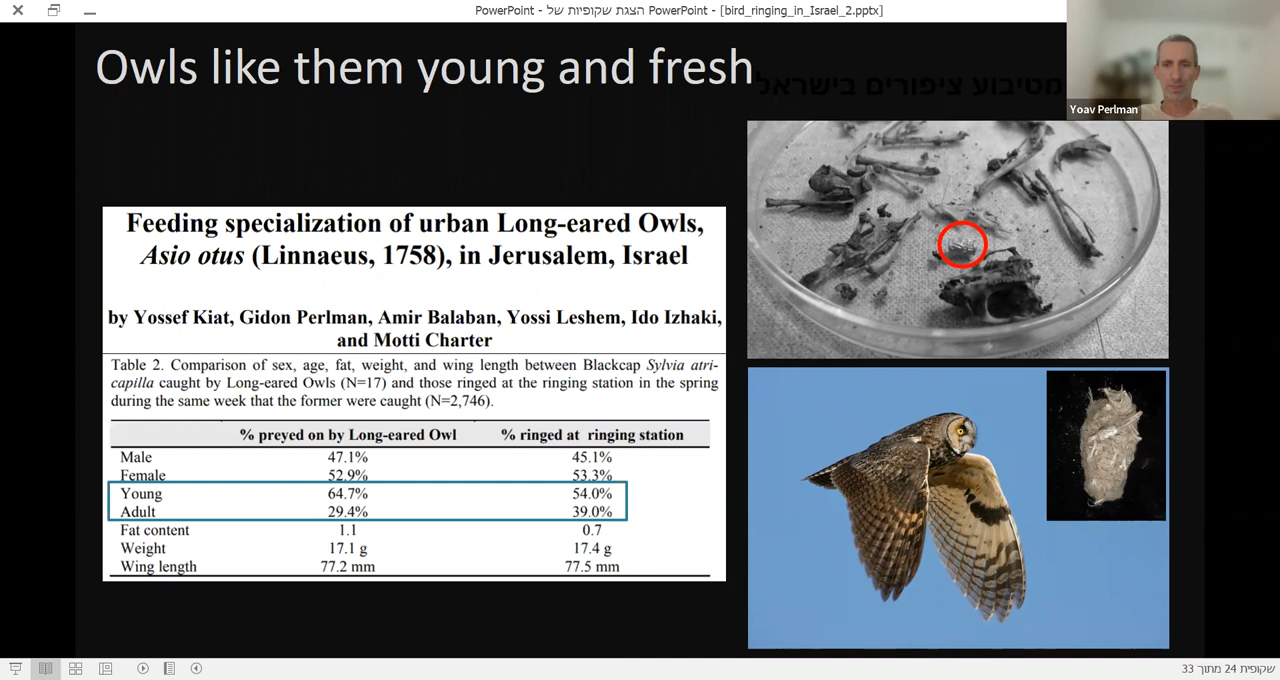 PowerPoint - הצגת שקופיות של PowerPoint - [bird_ringing_in_Israel_2.pptx]
Owls like them young and fresh
מטיבוע ציפורים בישראל
Yoav Perlman
Feeding specialization of urban Long-eared Owls,
Asio otus (Linnaeus, 1758), in Jerusalem, Israel
by Yossef Kiat, Gidon Perlman, Amir Balaban, Yossi Leshem, Ido Izhaki,
and Motti Charter
Table 2. Comparison of sex, age, fat, weight, and wing length between Blackcap Sylvia atri-
capilla caught by Long-eared Owls (N=17) and those ringed at the ringing station in the spring
during the same week that the former were caught (N=2,746).
% preyed on by Long-eared Owl % ringed at ringing station
Male 47.1% 45.1%
Female 52.9% 53.3%
Young 64.7% 54.0%
Adult 29.4% 39.0%
Fat content 1.1 0.7
Weight 17.1 g 17.4 g
Wing length 77.2 mm 77.5 mm
שקופית 24 מתוך 33